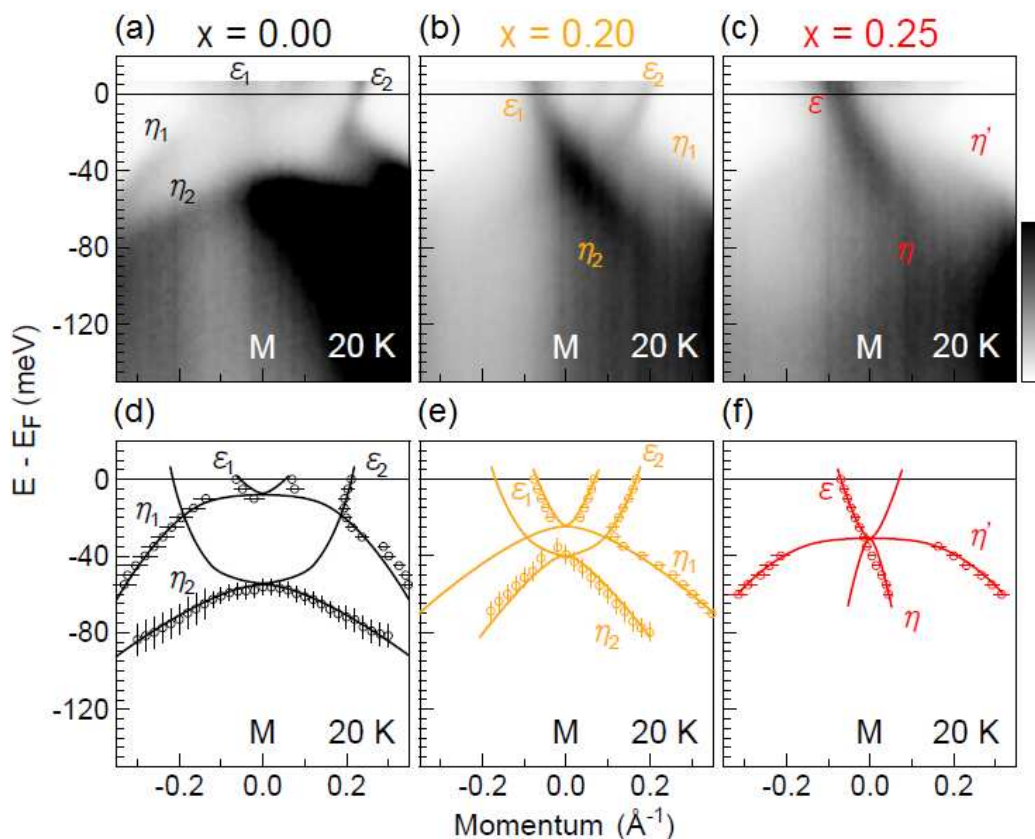 (a) x = 0.00 (b) x = 0.20 (c) x = 0.25
ε1 ε2 ε2
0
η1 ε1 η1 ε η'
-40
η2
-80 η2 η
-120
M 20 K M 20 K M 20 K
E - EF (meV)
(d) (e) (f)
0 ε1 ε2 ε1 ε2 ε
η1 η1 η'
-40
η2 η2 η
-80
-120
M 20 K M 20 K M 20 K
-0.2 0.0 0.2 -0.2 0.0 0.2 -0.2 0.0 0.2
Momentum (Å-1)